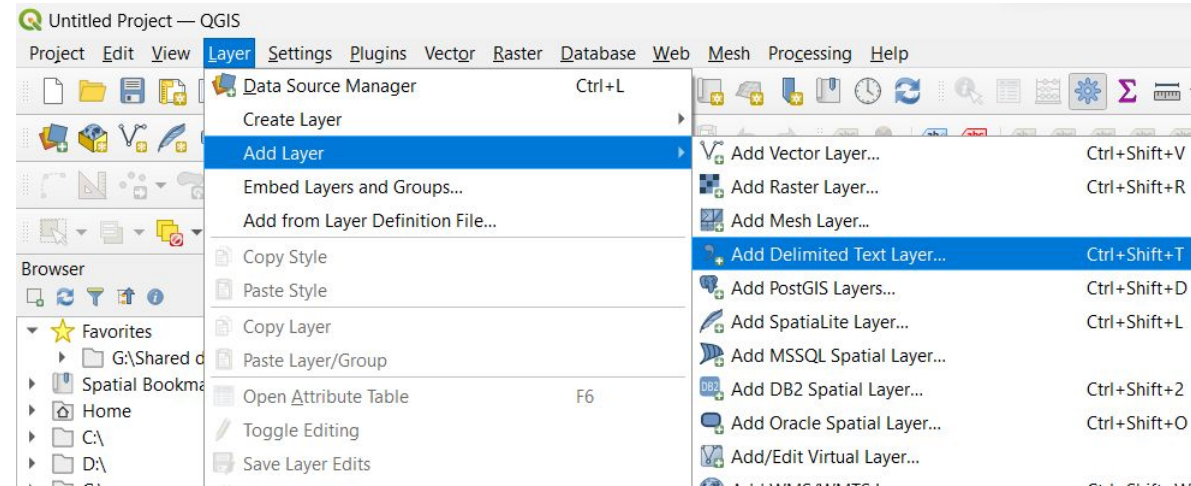 Untitled Project — QGIS
Project Edit View Layer Settings Plugins Vector Raster Database Web Mesh Processing Help
Data Source Manager Ctrl+L
Create Layer
Add Layer
Embed Layers and Groups...
Add from Layer Definition File...
Copy Style
Paste Style
Copy Layer
Paste Layer/Group
Open Attribute Table F6
Toggle Editing
Save Layer Edits
Add Vector Layer... Ctrl+Shift+V
Add Raster Layer... Ctrl+Shift+R
Add Mesh Layer...
Add Delimited Text Layer... Ctrl+Shift+T
Add PostGIS Layers... Ctrl+Shift+D
Add SpatiaLite Layer... Ctrl+Shift+L
Add MSSQL Spatial Layer...
Add DB2 Spatial Layer... Ctrl+Shift+2
Add Oracle Spatial Layer... Ctrl+Shift+O
Add/Edit Virtual Layer...
Browser
Favorites
G:\Shared d
Spatial Bookma
Home
C:\
D:\